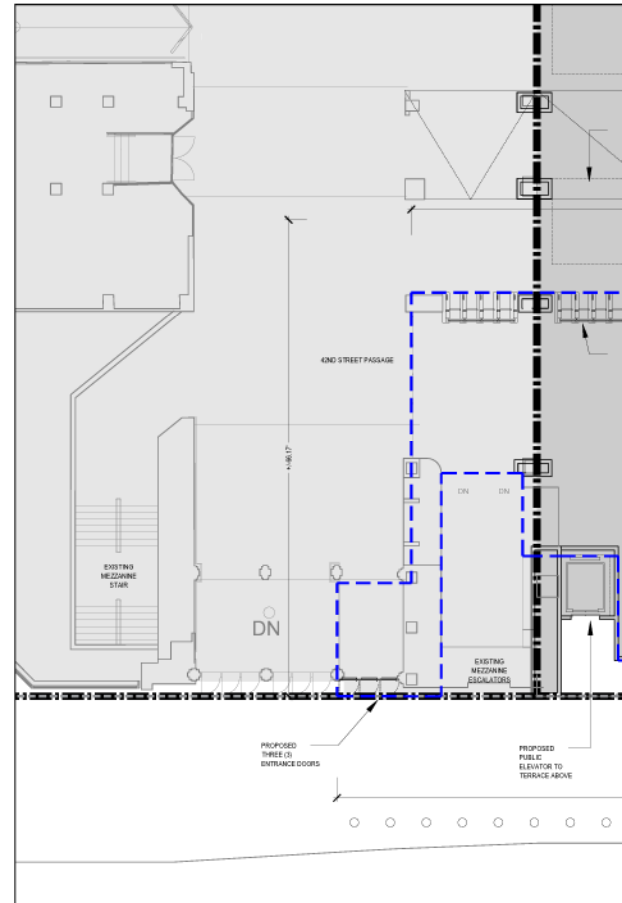 42ND STREET PASSAGE
DN DN
EXISTING
MEZZANINE
STAIR
DN
EXISTING
MEZZANINE
ESCALATORS
PROPOSED
THREE (3)
ENTRANCE DOORS
PROPOSED
PUBLIC
ELEVATOR TO
TERRACE ABOVE